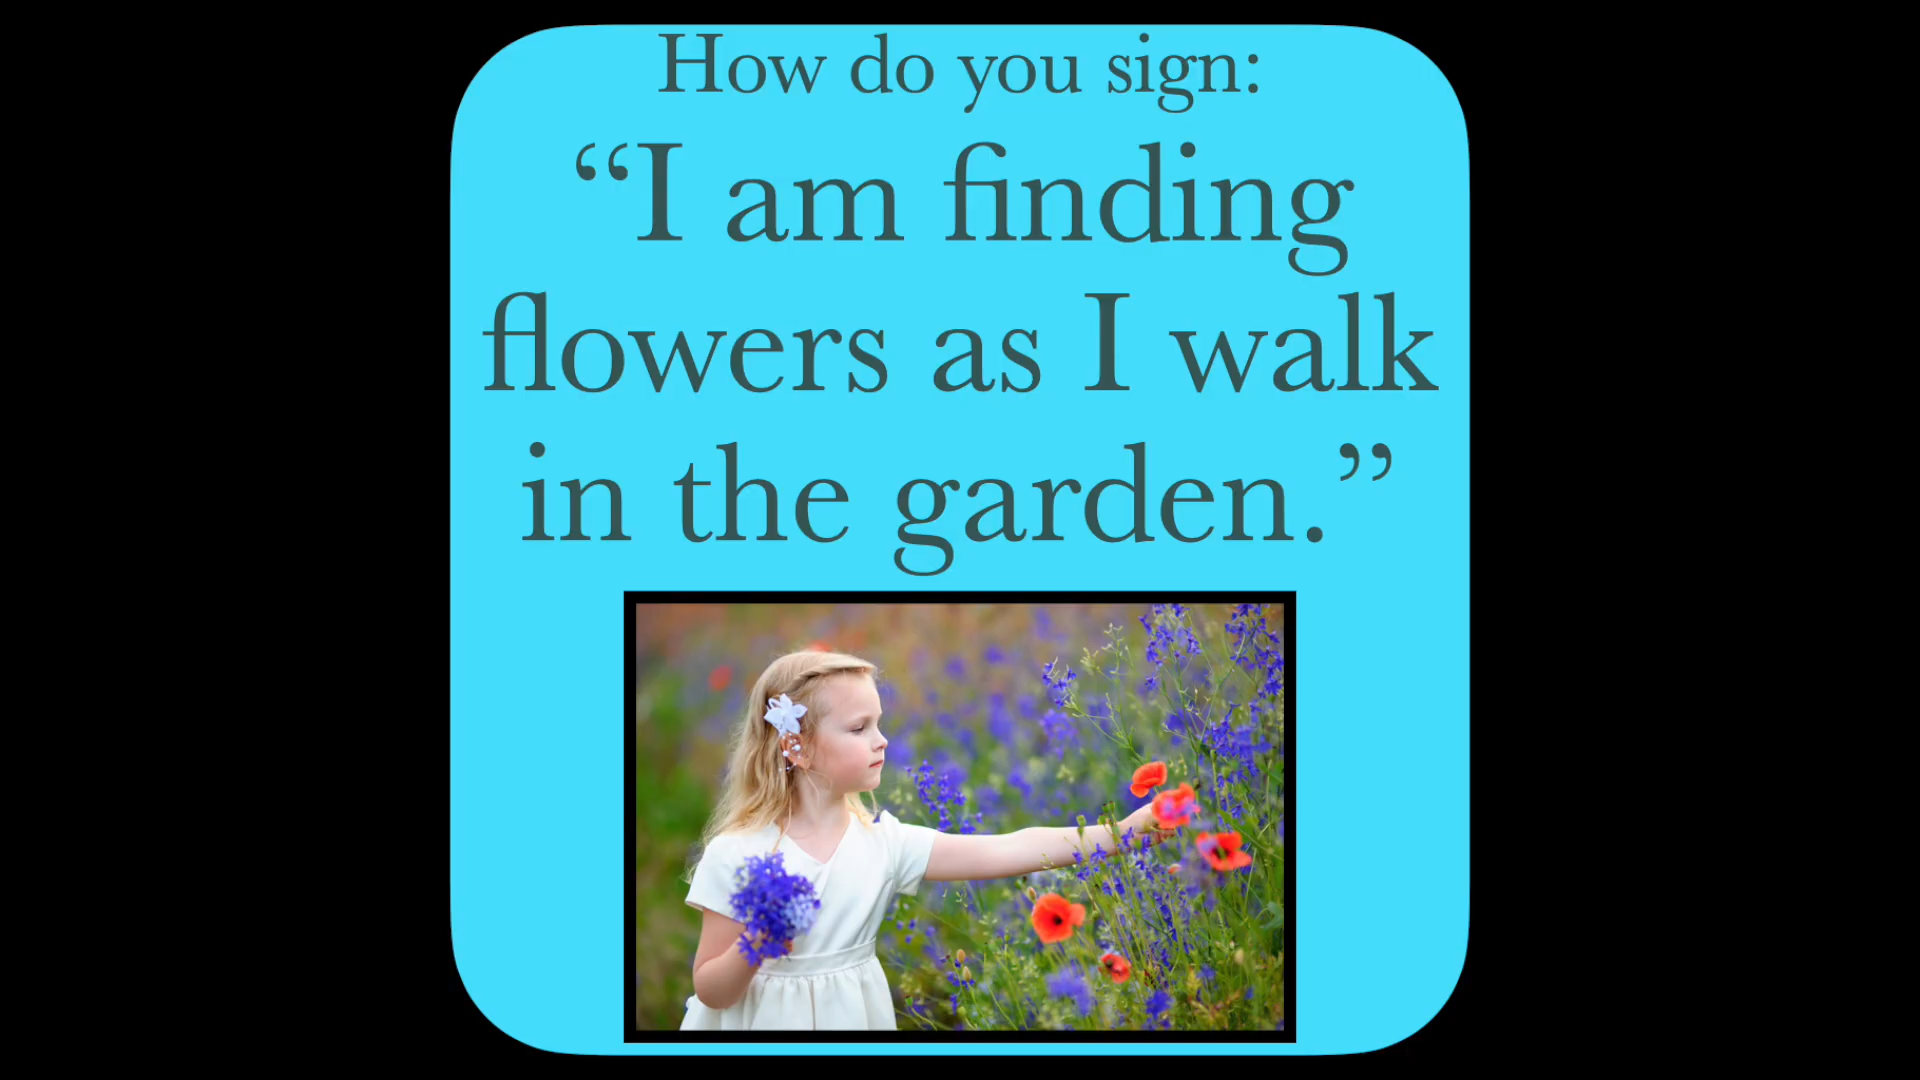 How do you sign:
“I am finding
flowers as I walk
in the garden.”